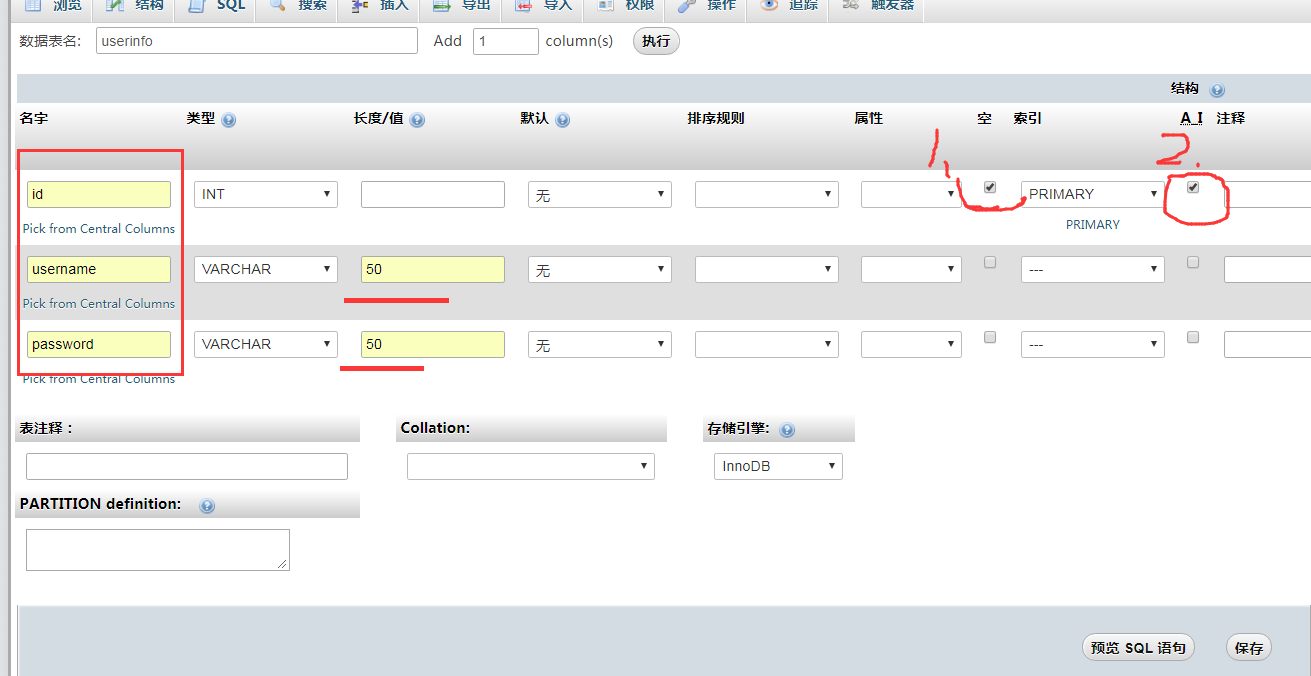 浏览 结构 SQL 搜索 插入 导出 导入 权限 操作 追踪 触发器
数据表名: userinfo Add 1 column(s) 执行
结构
名字 类型 长度/值 默认 排序规则 属性 空 索引 A_I 注释
1、 2.
id INT 无 PRIMARY
Pick from Central Columns PRIMARY
username VARCHAR 50 无 ---
Pick from Central Columns
password VARCHAR 50 无 ---
Pick from Central Columns
表注释： Collation: 存储引擎:
InnoDB
PARTITION definition:
预览 SQL 语句 保存